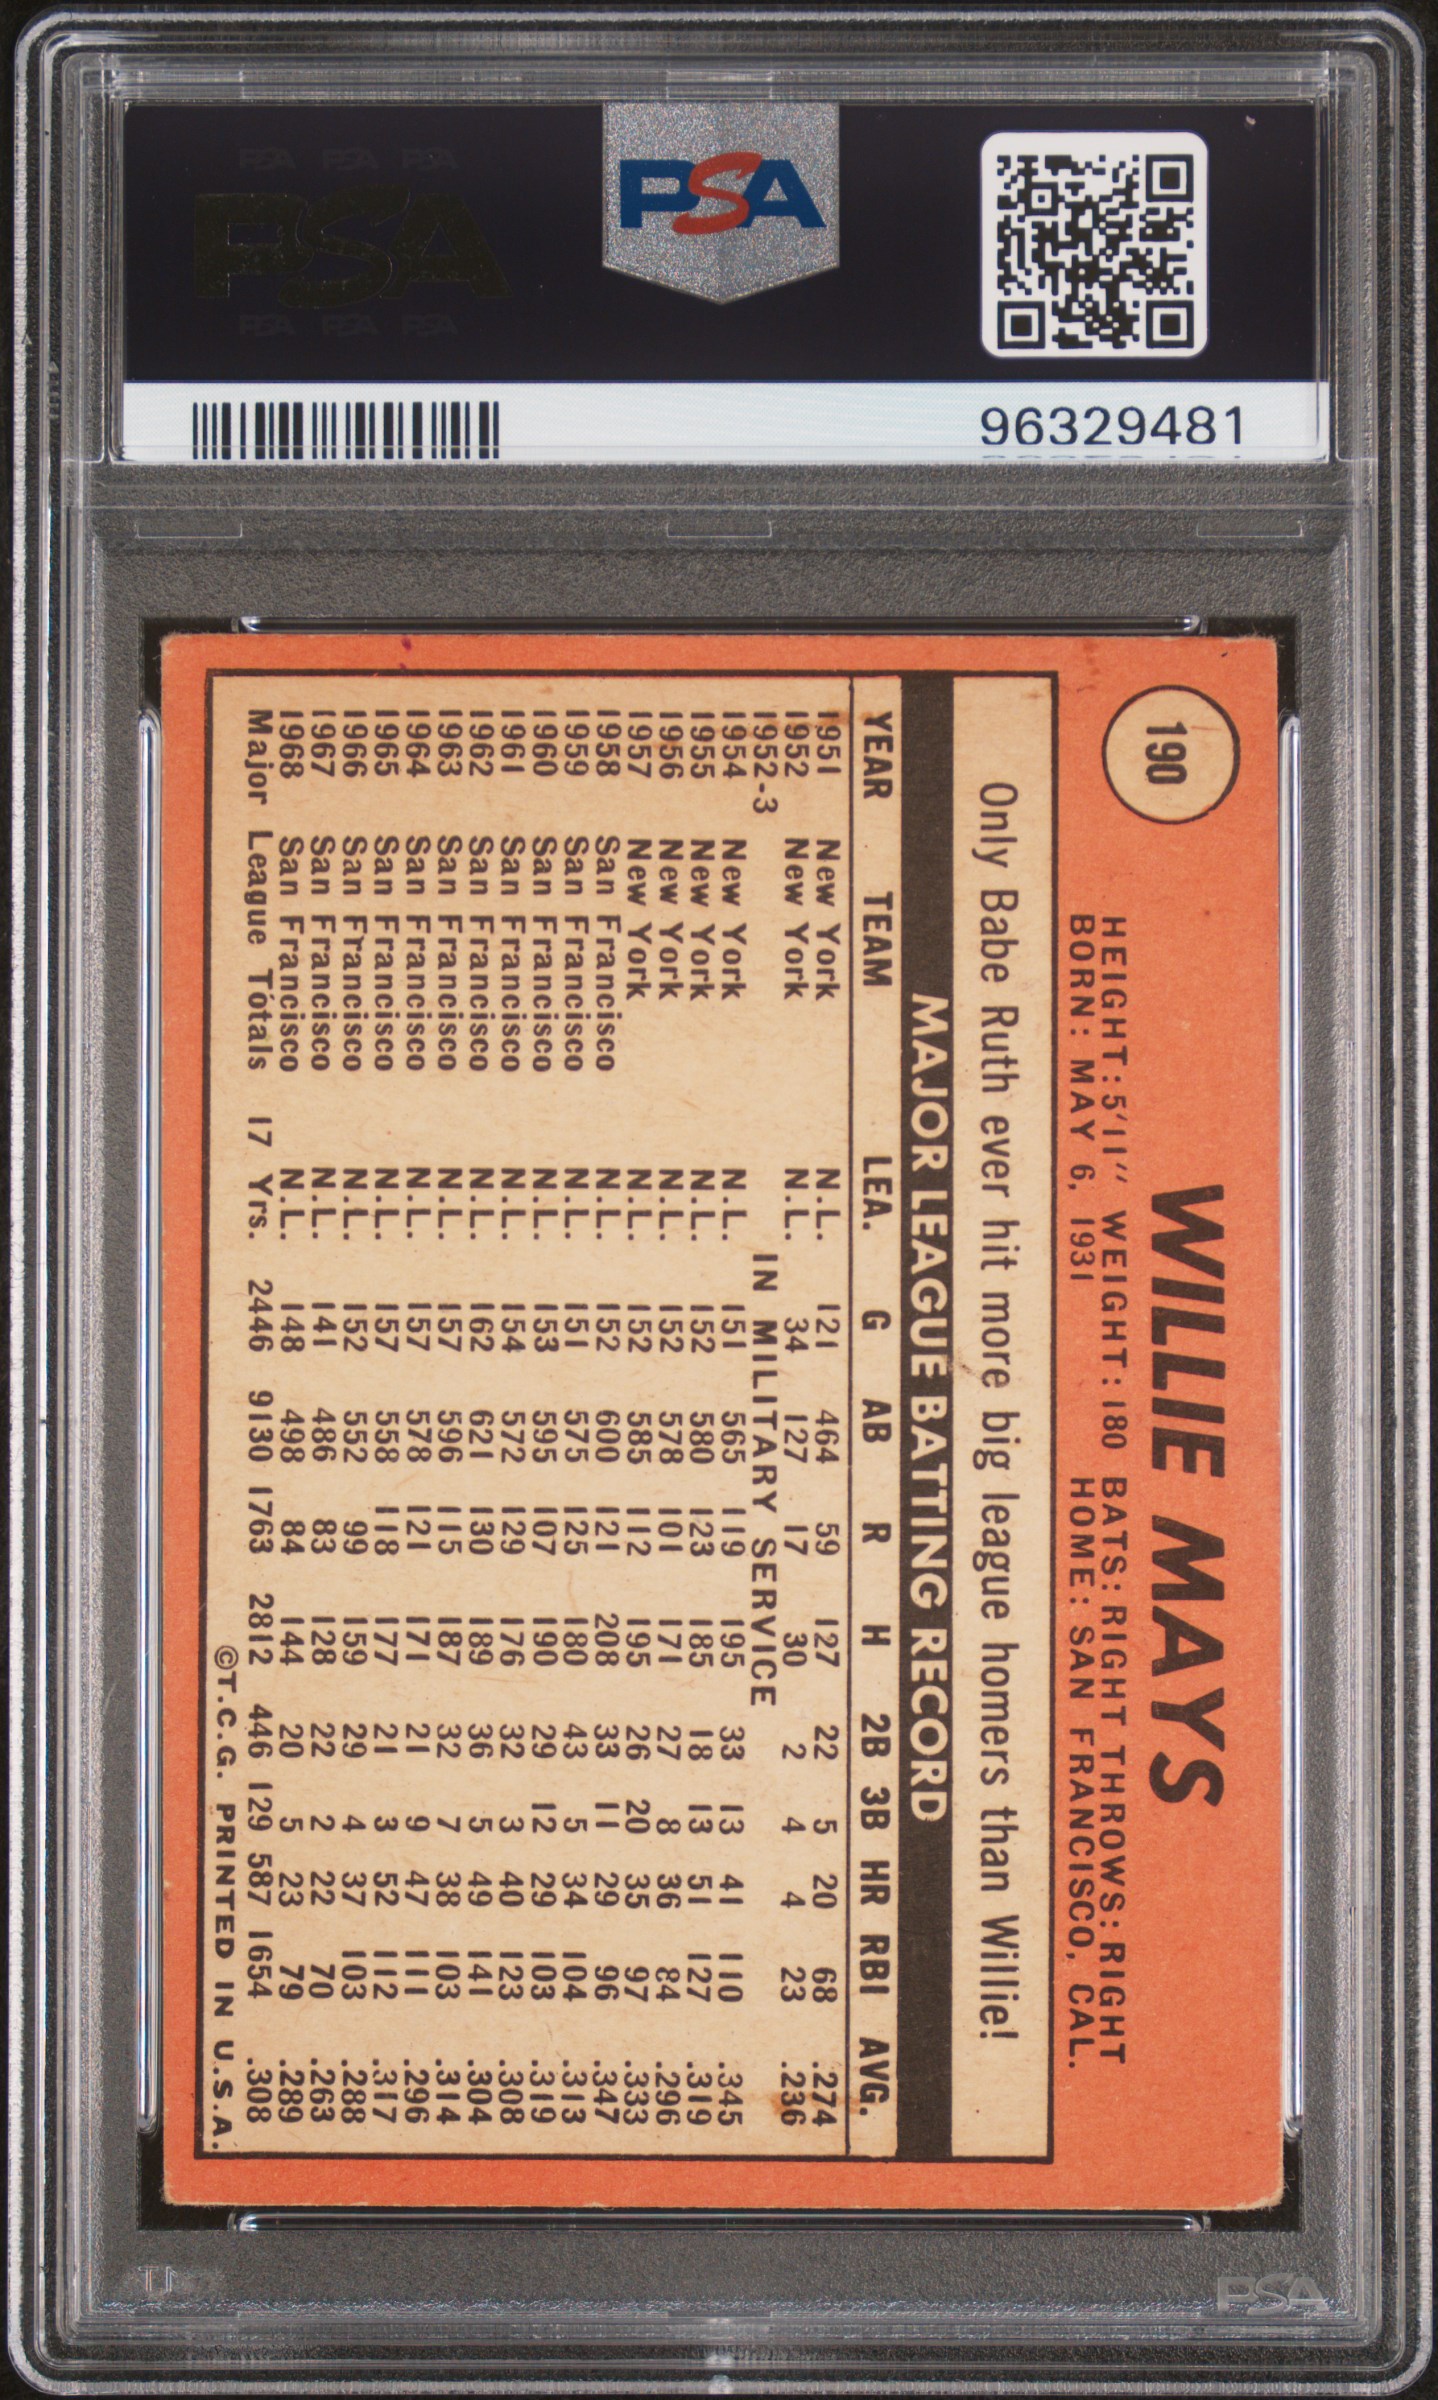 PSA PSA PSA
PSA
PSA PSA PSA
PSA
96329481
190
WILLIE MAYS
HEIGHT: 5'11" WEIGHT: 180 BATS: RIGHT THROWS: RIGHT
BORN: MAY 6, 1931 HOME: SAN FRANCISCO, CAL.
Only Babe Ruth ever hit more big league homers than Willie!
MAJOR LEAGUE BATTING RECORD
YEAR TEAM LEA. G AB R H 2B 3B HR RBI AVG.
1951 New York N.L. 121 464 59 127 22 5 20 68 .274
1952 New York N.L. 34 127 17 30 2 4 4 23 .236
1952-3 IN MILITARY SERVICE
1954 New York N.L. 151 565 119 195 33 13 41 110 .345
1955 New York N.L. 152 580 123 185 18 13 51 127 .319
1956 New York N.L. 152 578 101 171 27 8 36 84 .296
1957 New York N.L. 152 585 112 195 26 20 35 97 .333
1958 San Francisco N.L. 152 600 121 208 33 11 29 96 .347
1959 San Francisco N.L. 151 575 125 180 43 5 34 104 .313
1960 San Francisco N.L. 153 595 107 190 29 12 29 103 .319
1961 San Francisco N.L. 154 572 129 176 32 3 40 123 .308
1962 San Francisco N.L. 162 621 130 189 36 5 49 141 .304
1963 San Francisco N.L. 157 596 115 187 32 7 38 103 .314
1964 San Francisco N.L. 157 578 121 171 21 9 47 111 .296
1965 San Francisco N.L. 157 558 118 177 21 3 52 112 .317
1966 San Francisco N.L. 152 552 99 159 29 4 37 103 .288
1967 San Francisco N.L. 141 486 83 128 22 2 22 70 .263
1968 San Francisco N.L. 148 498 84 144 20 5 23 79 .289
Major League Totals 17 Yrs. 2446 9130 1763 2812 446 129 587 1654 .308
©T.C.G. PRINTED IN U.S.A.
PSA